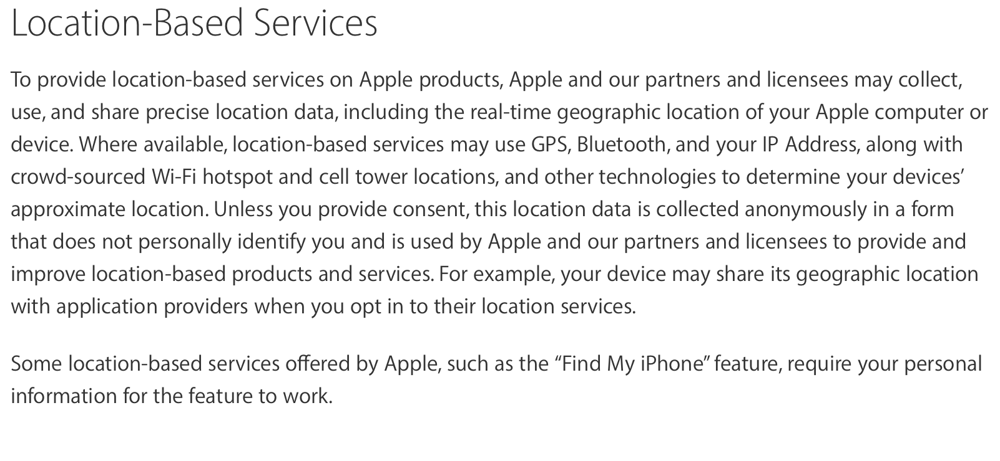 Location-Based Services
To provide location-based services on Apple products, Apple and our partners and licensees may collect,
use, and share precise location data, including the real-time geographic location of your Apple computer or
device. Where available, location-based services may use GPS, Bluetooth, and your IP Address, along with
crowd-sourced Wi-Fi hotspot and cell tower locations, and other technologies to determine your devices’
approximate location. Unless you provide consent, this location data is collected anonymously in a form
that does not personally identify you and is used by Apple and our partners and licensees to provide and
improve location-based products and services. For example, your device may share its geographic location
with application providers when you opt in to their location services.
Some location-based services offered by Apple, such as the “Find My iPhone” feature, require your personal
information for the feature to work.